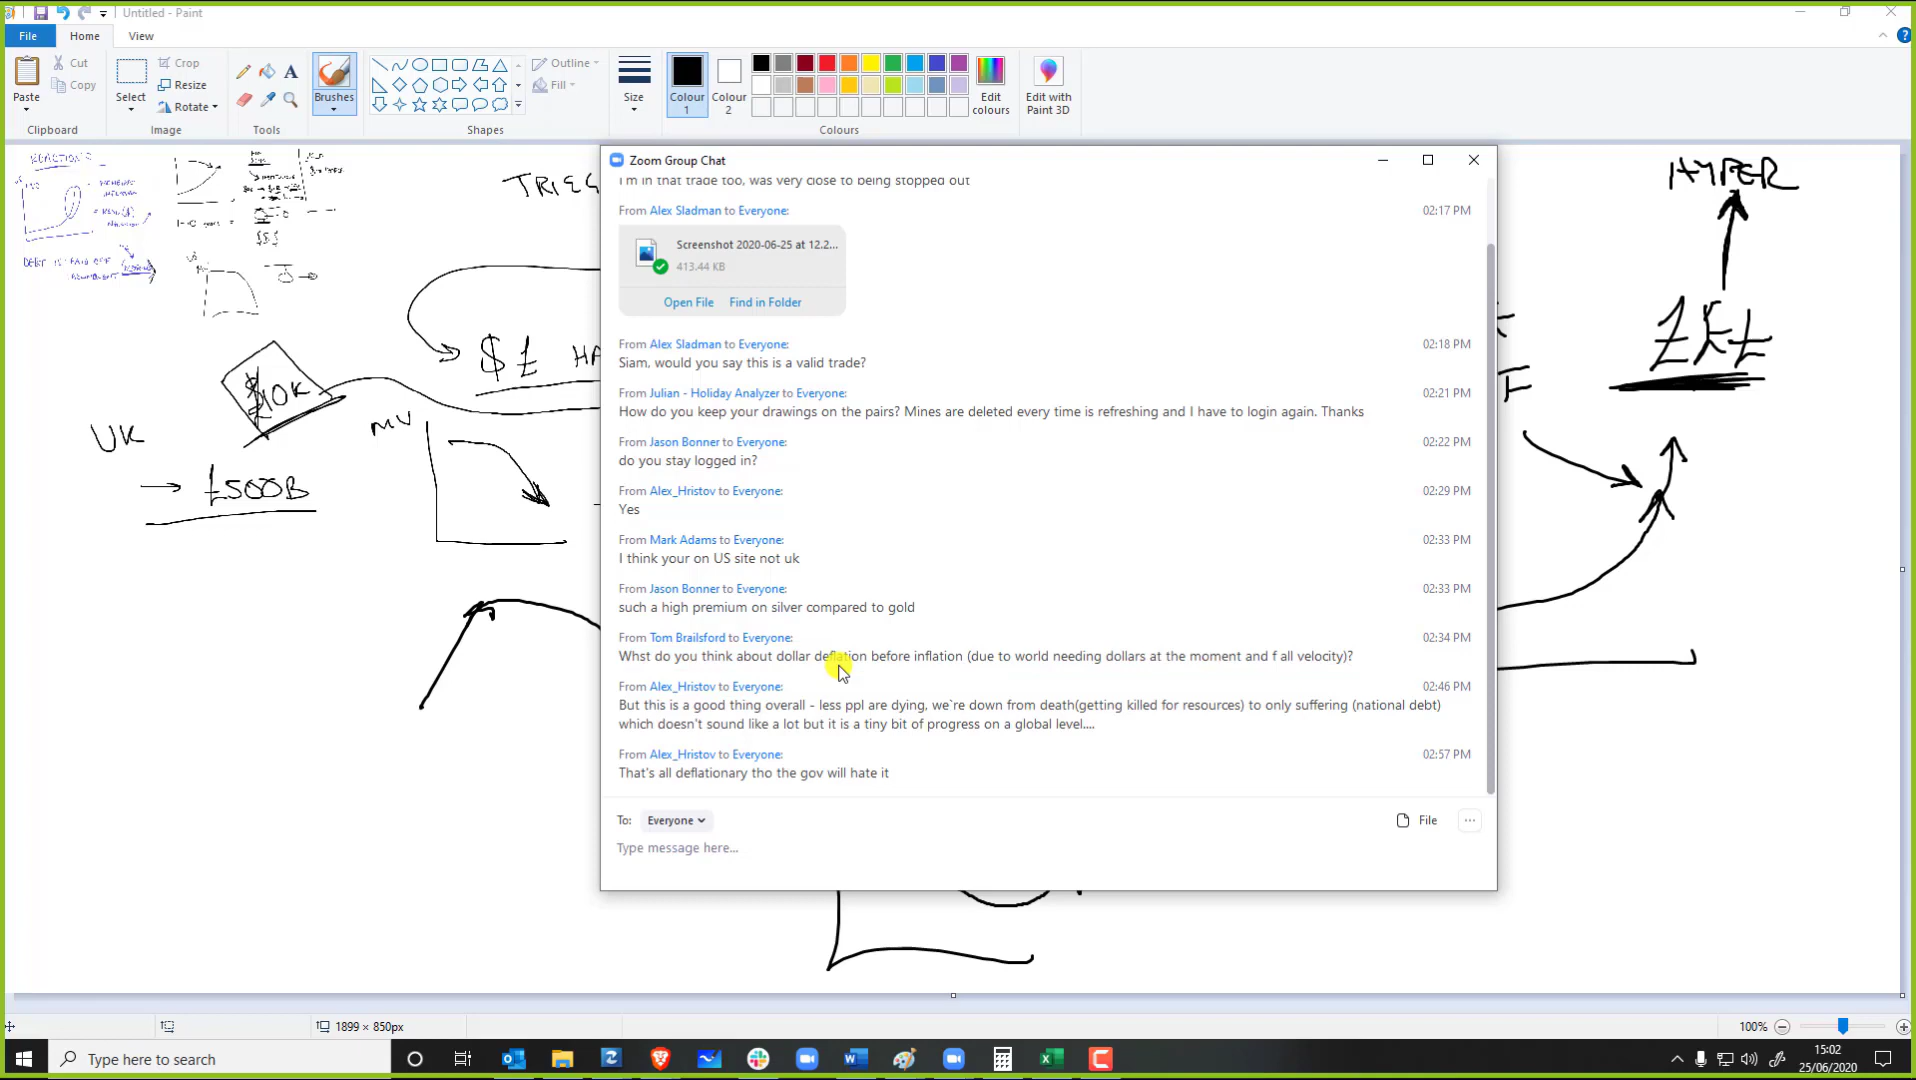 Untitled - Paint
File Home View
Paste
Cut
Copy
Clipboard
Select
Crop
Resize
Rotate
Image
Tools
Brushes
Shapes
Outline
Fill
Size
Colour 1
Colour 2
Edit colours
Edit with Paint 3D
Colours
REACTION
DEBT IS PAID OFF
TRIGG
HYPER
$ £ HA
$10K
MV
UK
→ £500B
£€£
Zoom Group Chat
I'm in that trade too, was very close to being stopped out
From Alex Sladman to Everyone: 02:17 PM
Screenshot 2020-06-25 at 12.2...
413.44 KB
Open File Find in Folder
From Alex Sladman to Everyone: 02:18 PM
Siam, would you say this is a valid trade?
From Julian - Holiday Analyzer to Everyone: 02:21 PM
How do you keep your drawings on the pairs? Mines are deleted every time is refreshing and I have to login again. Thanks
From Jason Bonner to Everyone: 02:22 PM
do you stay logged in?
From Alex_Hristov to Everyone: 02:29 PM
Yes
From Mark Adams to Everyone: 02:33 PM
I think your on US site not uk
From Jason Bonner to Everyone: 02:33 PM
such a high premium on silver compared to gold
From Tom Brailsford to Everyone: 02:34 PM
Whst do you think about dollar deflation before inflation (due to world needing dollars at the moment and f all velocity)?
From Alex_Hristov to Everyone: 02:46 PM
But this is a good thing overall - less ppl are dying, we`re down from death(getting killed for resources) to only suffering (national debt)
which doesn't sound like a lot but it is a tiny bit of progress on a global level....
From Alex_Hristov to Everyone: 02:57 PM
That's all deflationary tho the gov will hate it
To: Everyone
File
Type message here...
1899 × 850px
100%
Type here to search
15:02
25/06/2020